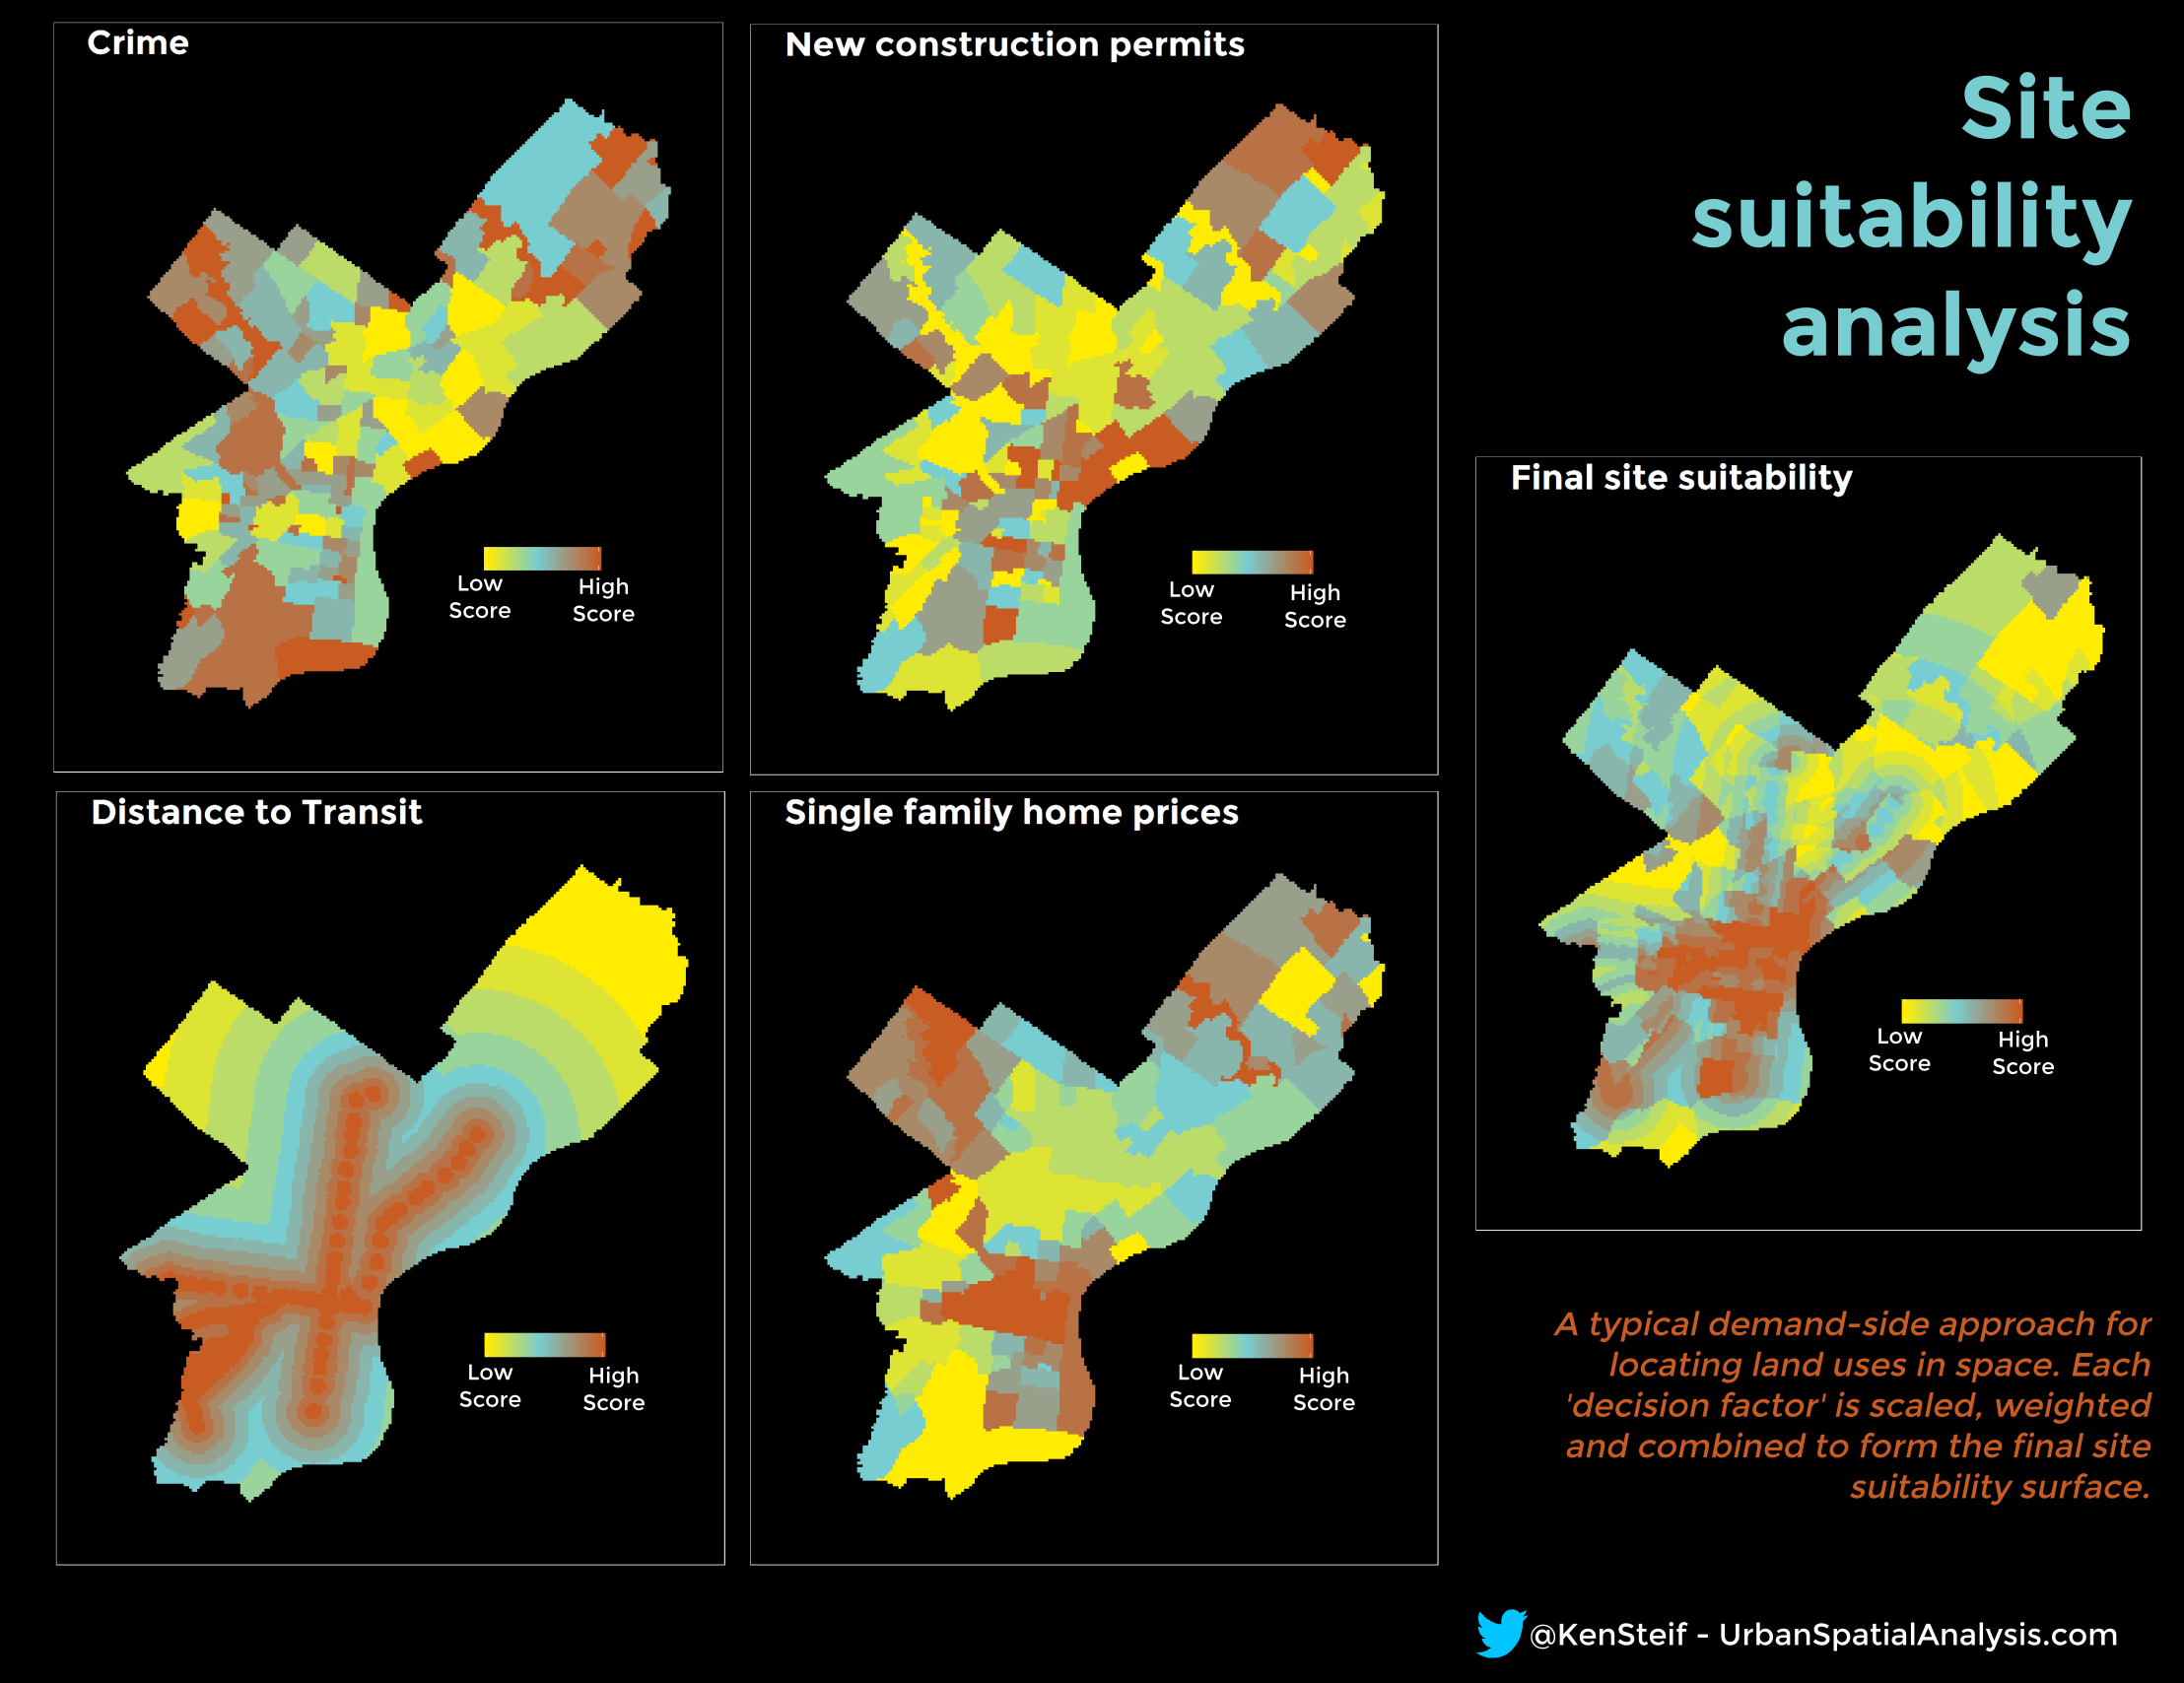 Crime
Low
Score
High
Score
New construction permits
Low
Score
High
Score
Site
suitability
analysis
Distance to Transit
Low
Score
High
Score
Single family home prices
Low
Score
High
Score
Final site suitability
Low
Score
High
Score
A typical demand-side approach for
locating land uses in space. Each
'decision factor' is scaled, weighted
and combined to form the final site
suitability surface.
@KenSteif - UrbanSpatialAnalysis.com